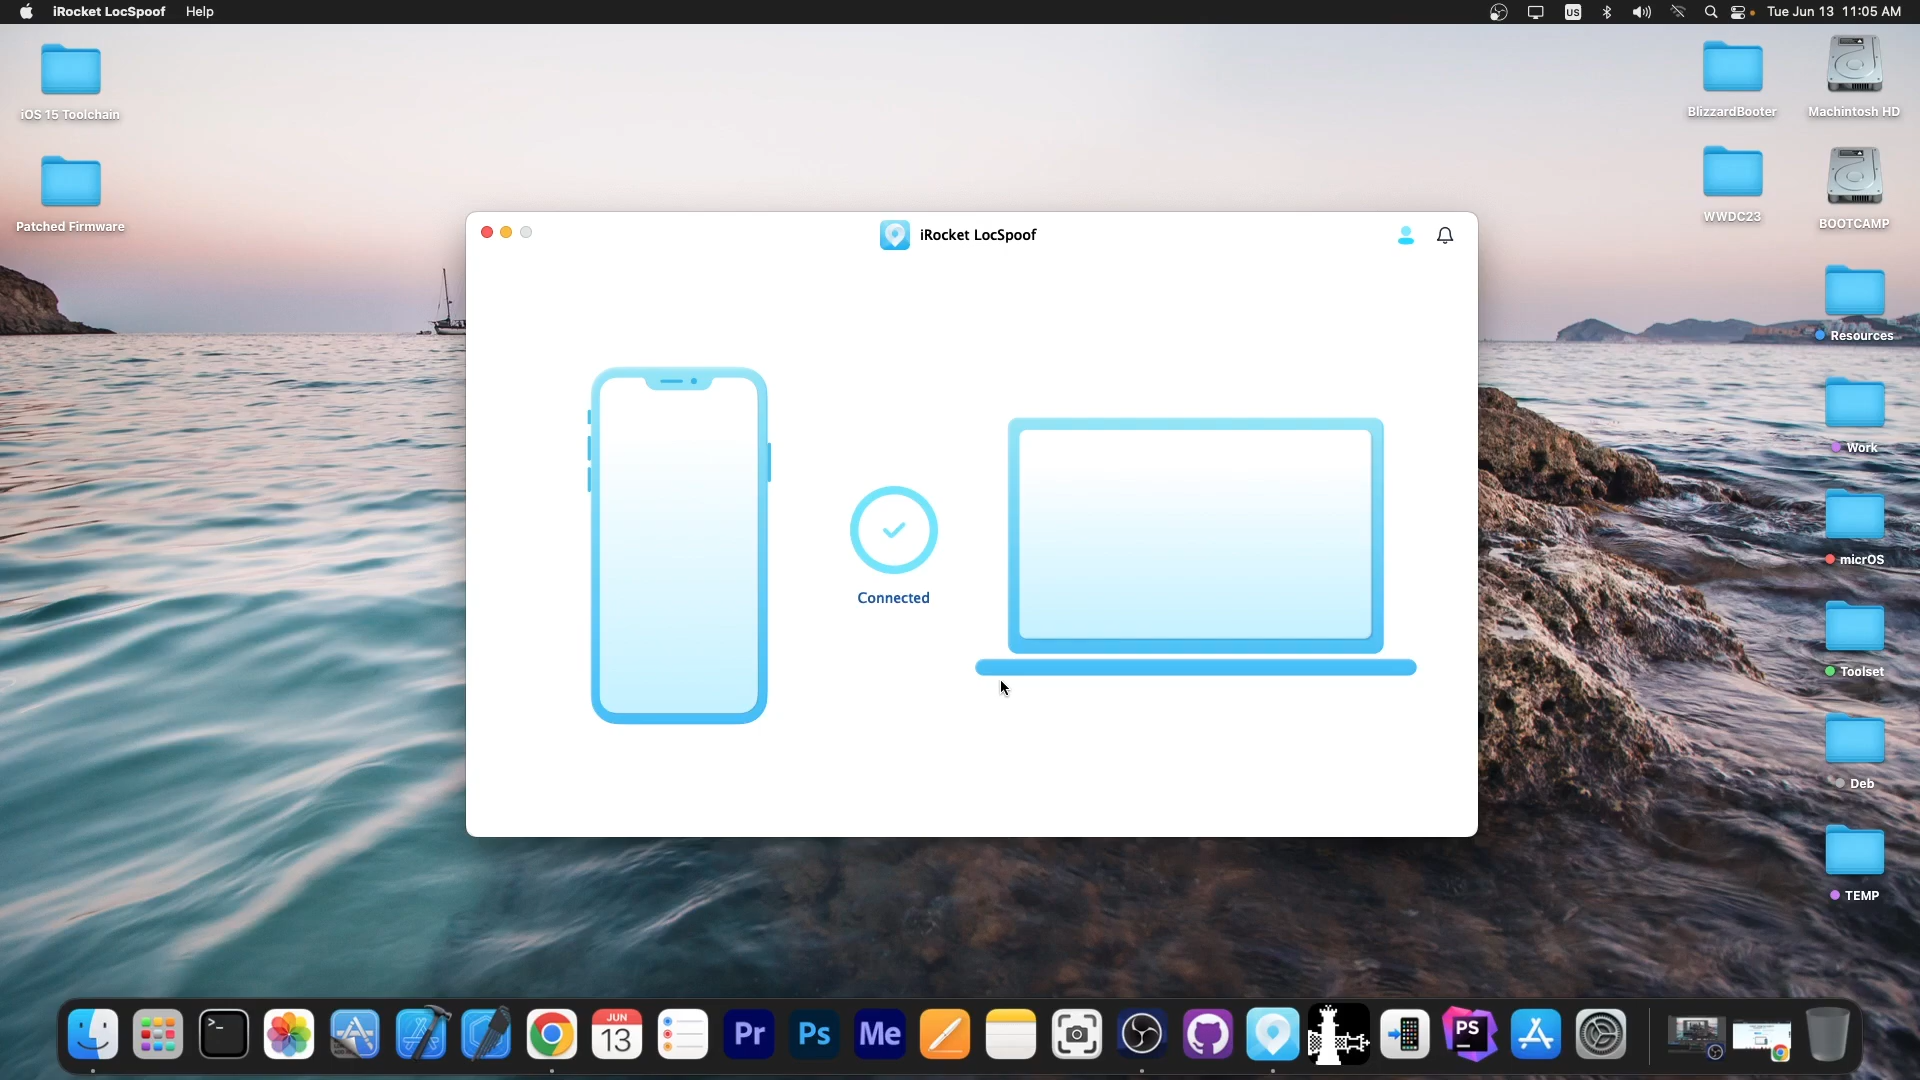 iRocket LocSpoof Help US Tue Jun 13 11:05 AM
iOS 15 Toolchain
Patched Firmware
BlizzardBooter
Machintosh HD
WWDC23
BOOTCAMP
Resources
Work
micrOS
Toolset
Deb
TEMP
iRocket LocSpoof
Connected
>_
JUN
13
Pr
Ps
Me
PS